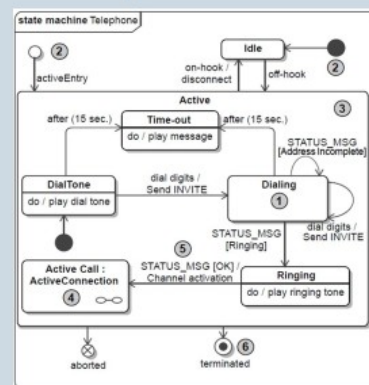 state machine Telephone
2
activeEntry
Idle
2
on-hook /
disconnect
off-hook
Active
3
after (15 sec.)
Time-out
do / play message
after (15 sec.)
STATUS_MSG
[Address Incomplete]
DialTone
do / play dial tone
dial digits /
Send INVITE
Dialing
1
dial digits /
Send INVITE
STATUS_MSG
[Ringing]
5
STATUS_MSG [OK] /
Channel activation
Active Call :
ActiveConnection
4
Ringing
do / play ringing tone
aborted
6
terminated